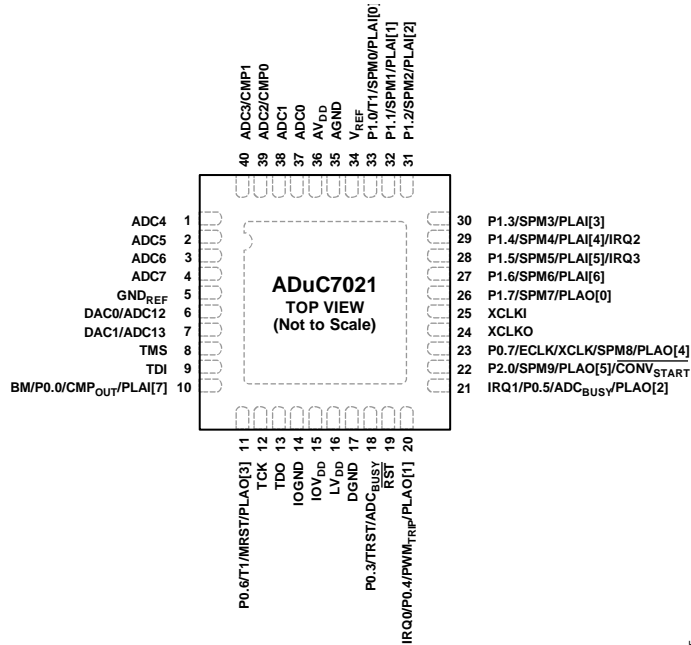 40 ADC3/CMP1
39 ADC2/CMP0
38 ADC1
37 ADC0
36 AVDD
35 AGND
34 VREF
33 P1.0/T1/SPM0/PLAI[0]
32 P1.1/SPM1/PLAI[1]
31 P1.2/SPM2/PLAI[2]
ADC4 1
ADC5 2
ADC6 3
ADC7 4
GNDREF 5
DAC0/ADC12 6
DAC1/ADC13 7
TMS 8
TDI 9
BM/P0.0/CMPOUT/PLAI[7] 10
ADuC7021
TOP VIEW
(Not to Scale)
30 P1.3/SPM3/PLAI[3]
29 P1.4/SPM4/PLAI[4]/IRQ2
28 P1.5/SPM5/PLAI[5]/IRQ3
27 P1.6/SPM6/PLAI[6]
26 P1.7/SPM7/PLAO[0]
25 XCLKI
24 XCLKO
23 P0.7/ECLK/XCLK/SPM8/PLAO[4]
22 P2.0/SPM9/PLAO[5]/CONVSTART
21 IRQ1/P0.5/ADCBUSY/PLAO[2]
P0.6/T1/MRST/PLAO[3] 11
TCK 12
TDO 13
IOGND 14
IOVDD 15
LVDD 16
DGND 17
P0.3/TRST/ADCBUSY 18
RST 19
IRQ0/P0.4/PWMTRIP/PLAO[1] 20